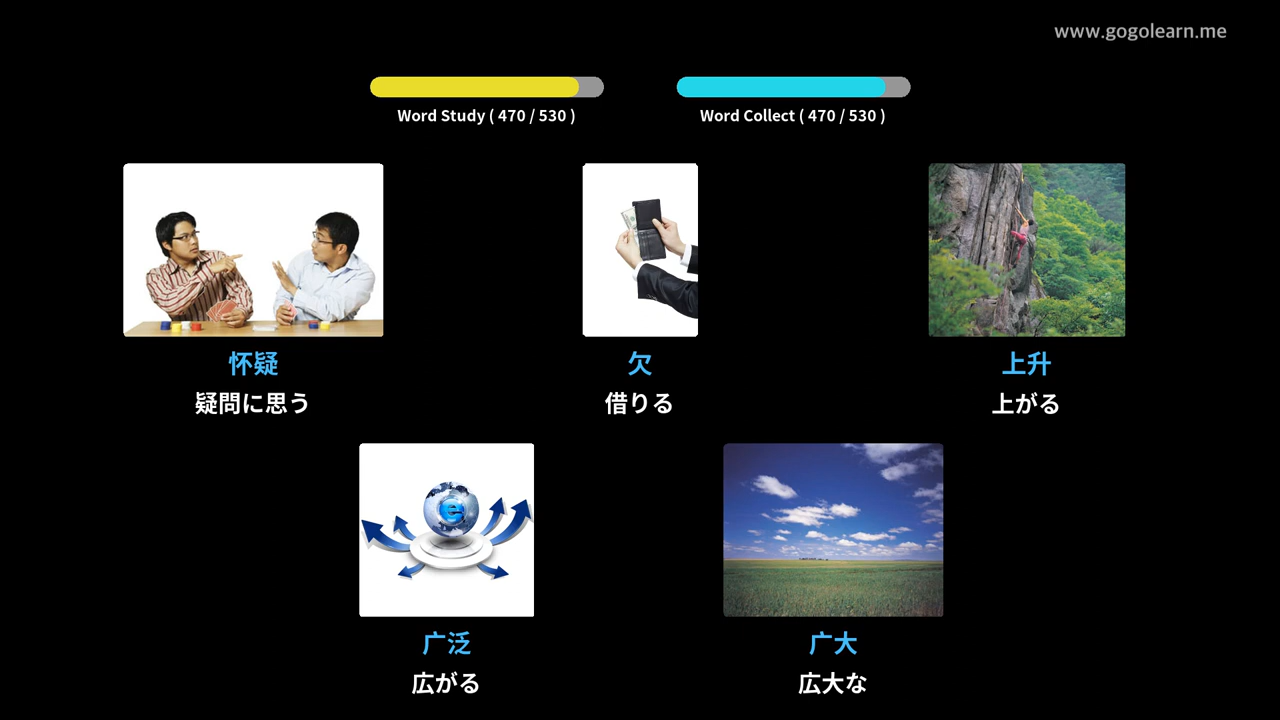 www.gogolearn.me
Word Study ( 470 / 530 )
Word Collect ( 470 / 530 )
怀疑
疑問に思う
欠
借りる
上升
上がる
e
广泛
広がる
广大
広大な